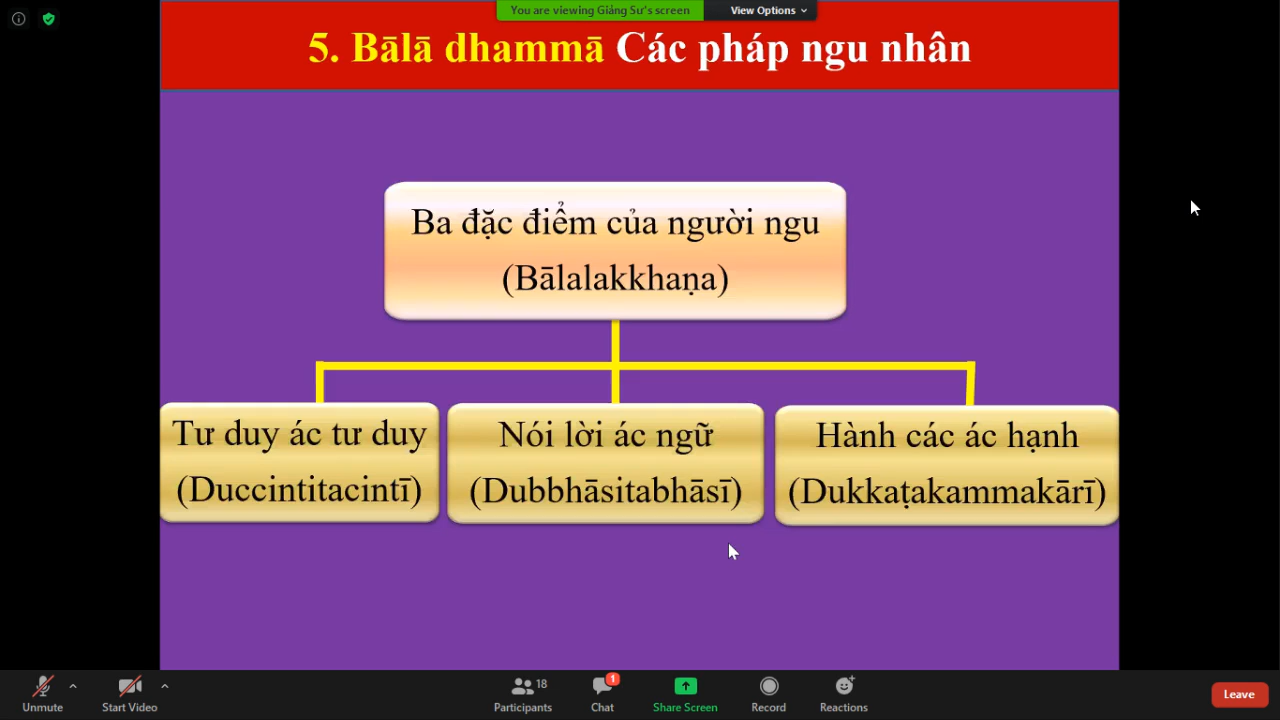 You are viewing Giảng Sư's screen
View Options
5. Bālā dhammā Các pháp ngu nhân
Ba đặc điểm của người ngu
(Bālalakkhaṇa)
Tư duy ác tư duy
(Duccintitacintī)
Nói lời ác ngữ
(Dubbhāsitabhāsī)
Hành các ác hạnh
(Dukkaṭakammakārī)
Unmute
Start Video
Participants
18
Chat
1
Share Screen
Record
Reactions
Leave